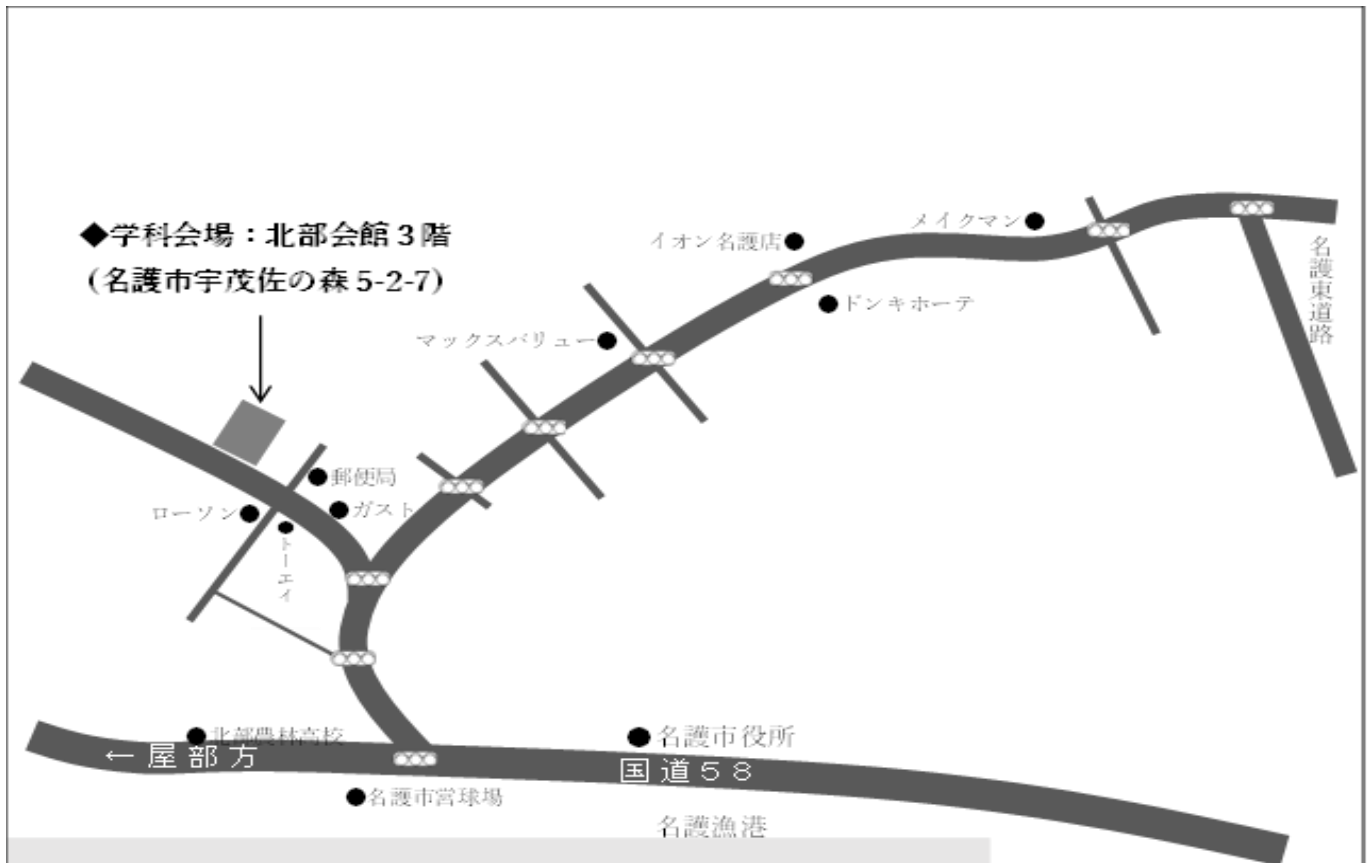 ◆学科会場：北部会館３階
(名護市宇茂佐の森 5-2-7)
メイクマン
イオン名護店
名護東道路
ドンキホーテ
マックスバリュー
郵便局
ローソン
ガスト
トーエイ
北部農林高校
←屋部方
名護市役所
国道５８
名護市営球場
名護漁港